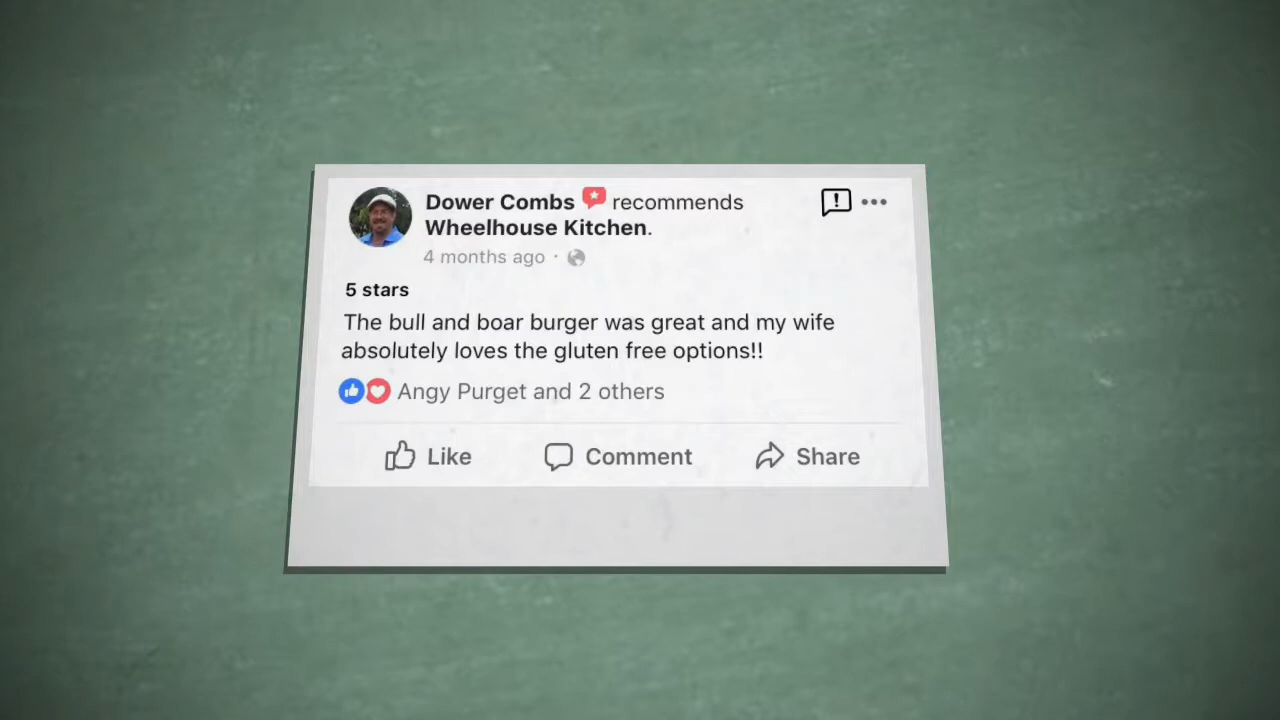 Dower Combs recommends
Wheelhouse Kitchen.
4 months ago ·
5 stars
The bull and boar burger was great and my wife
absolutely loves the gluten free options!!
Angy Purget and 2 others
Like Comment Share